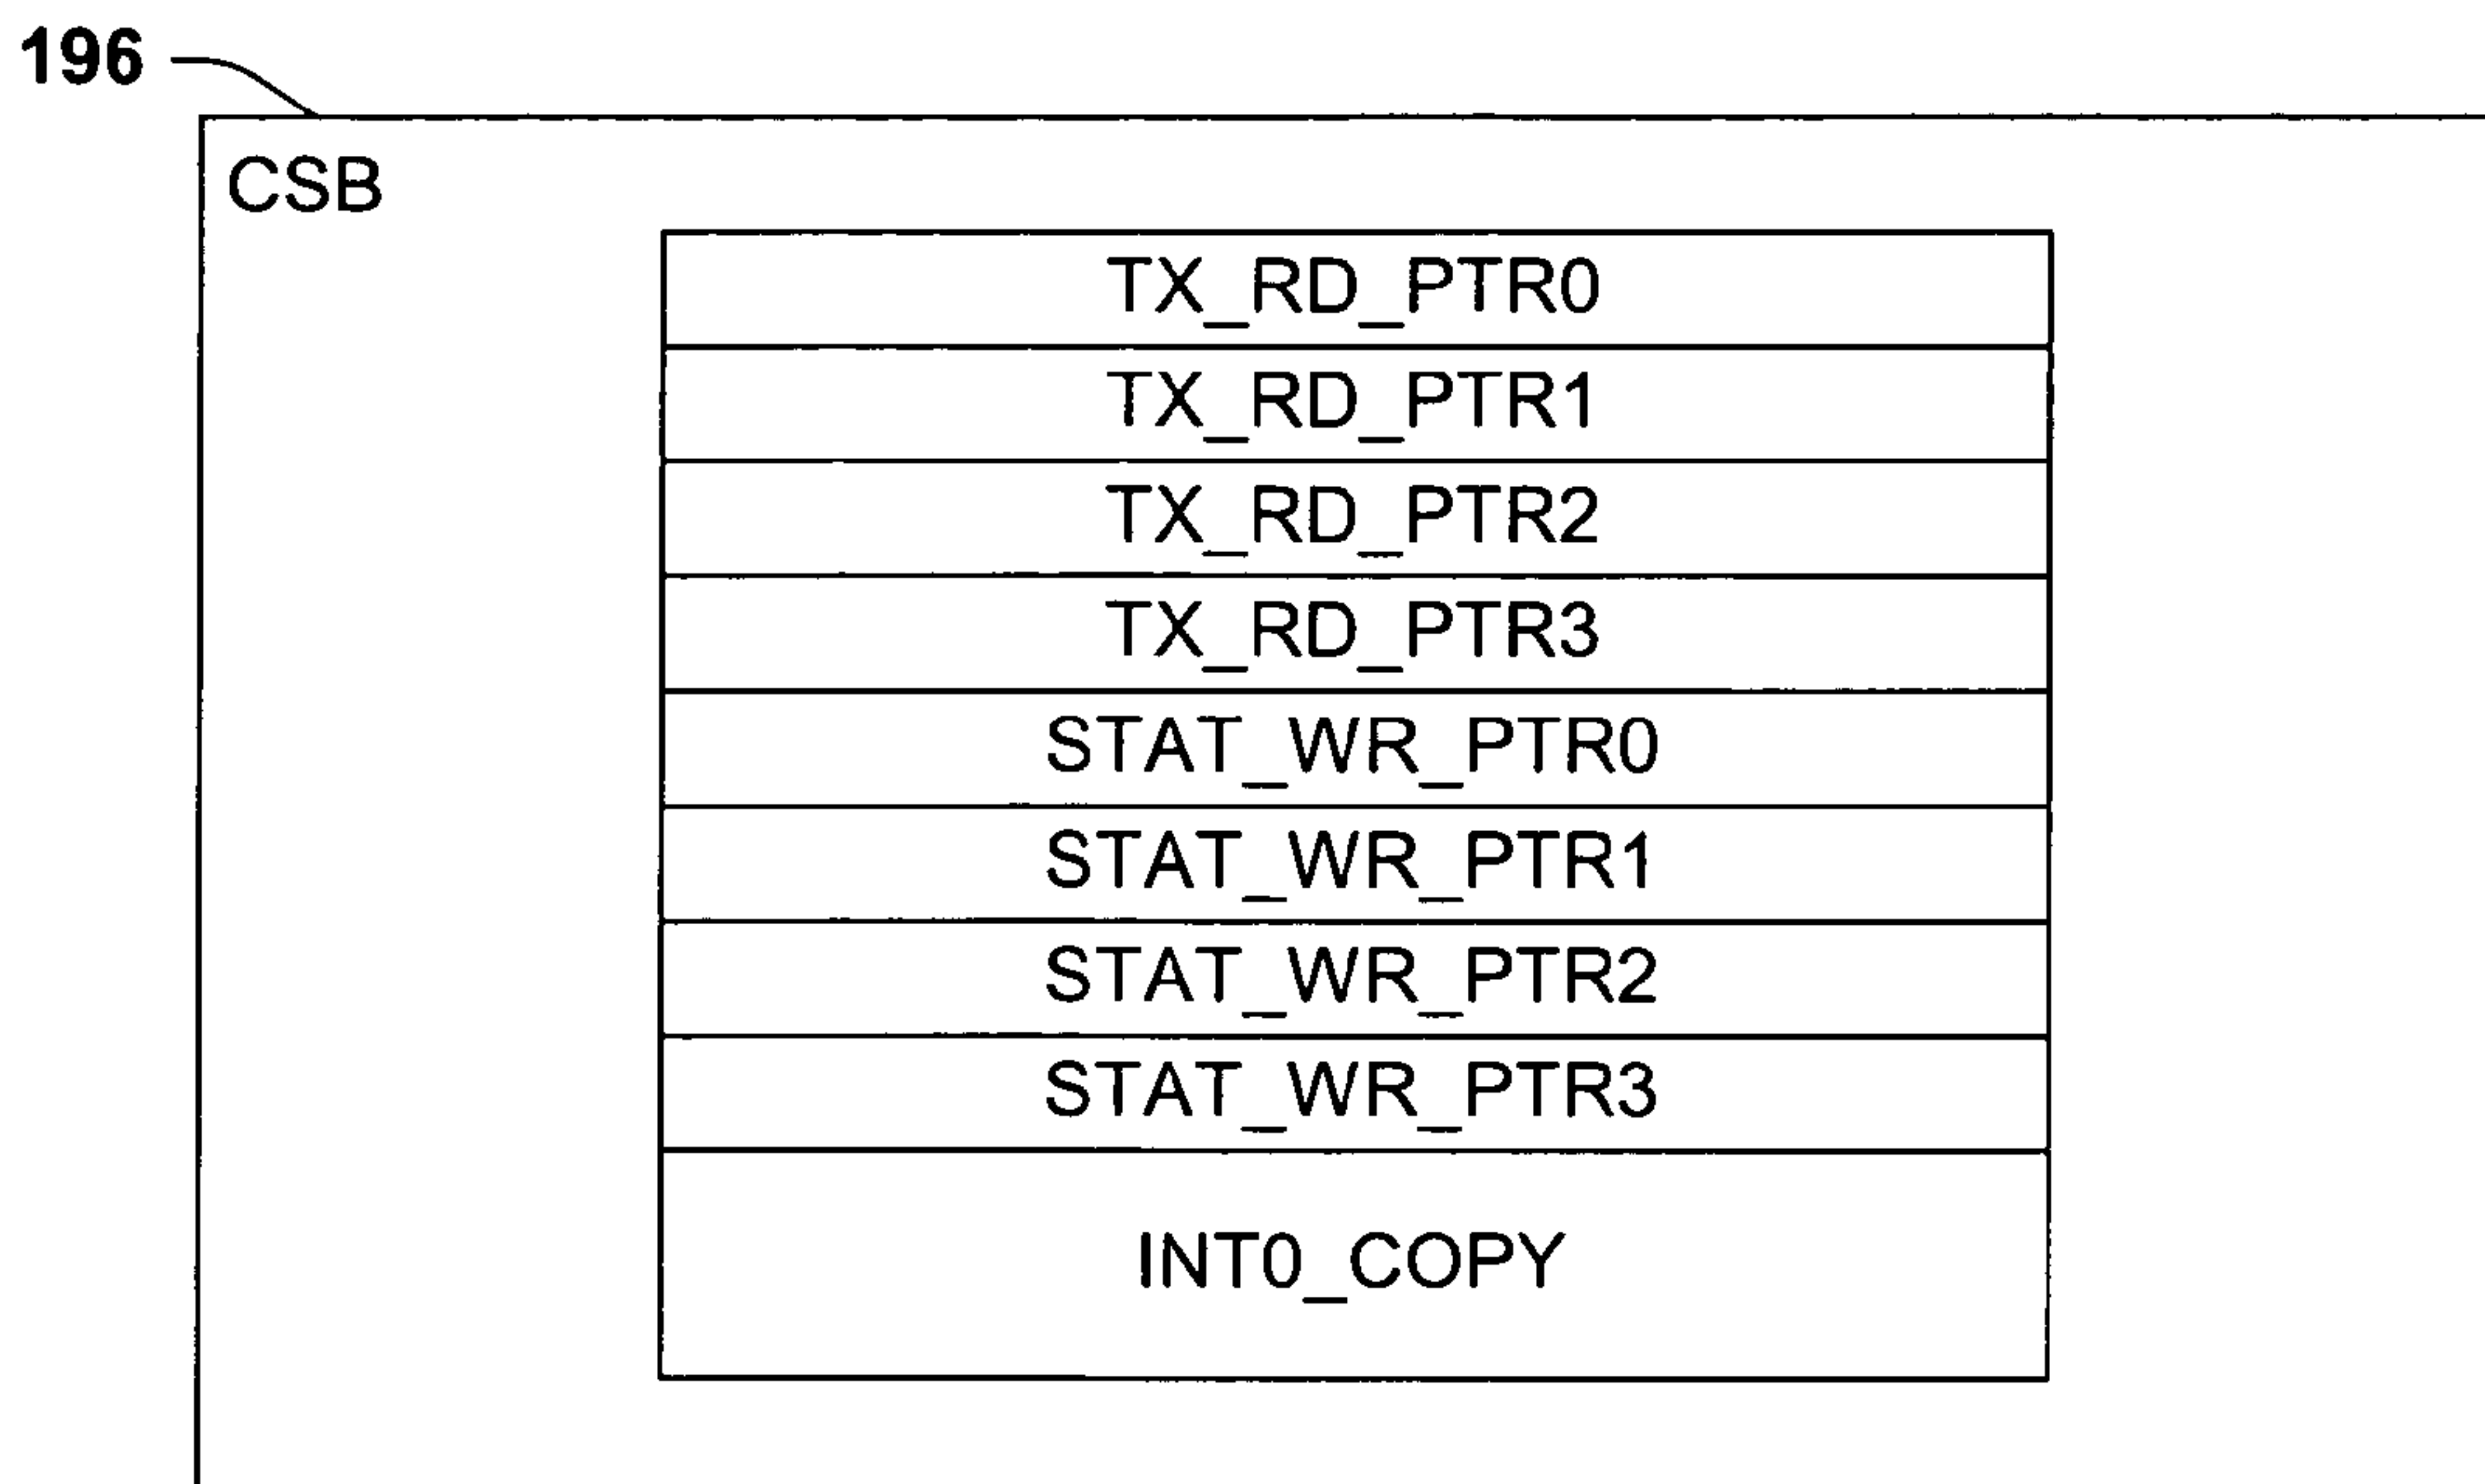 196
CSB
TX_RD_PTR0
TX_RD_PTR1
TX_RD_PTR2
TX_RD_PTR3
STAT_WR_PTR0
STAT_WR_PTR1
STAT_WR_PTR2
STAT_WR_PTR3
INT0_COPY